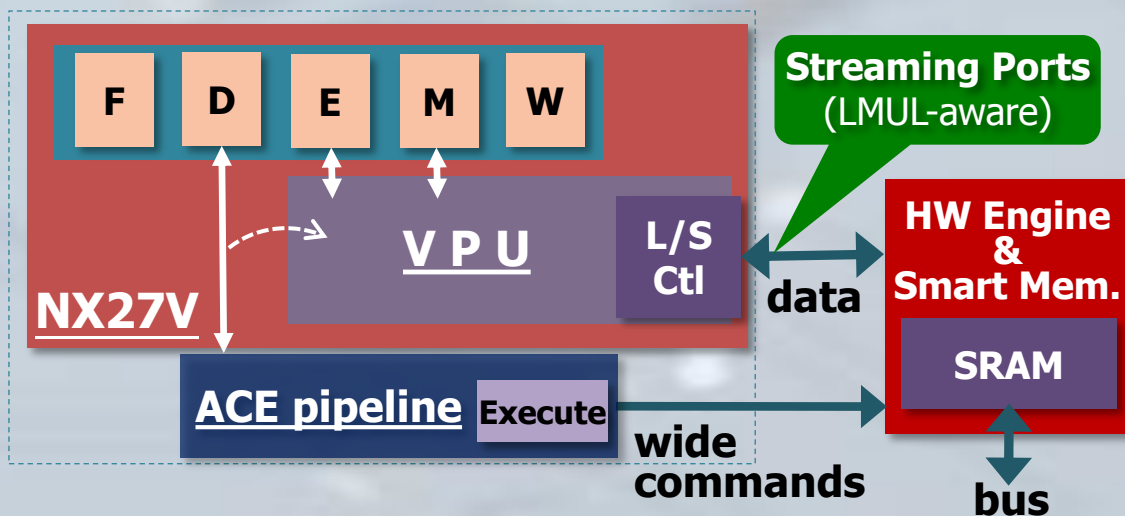 F D E M W
Streaming Ports
(LMUL-aware)
V P U
L/S
Ctl
NX27V
data
HW Engine
&
Smart Mem.
SRAM
ACE pipeline
Execute
wide
commands
bus